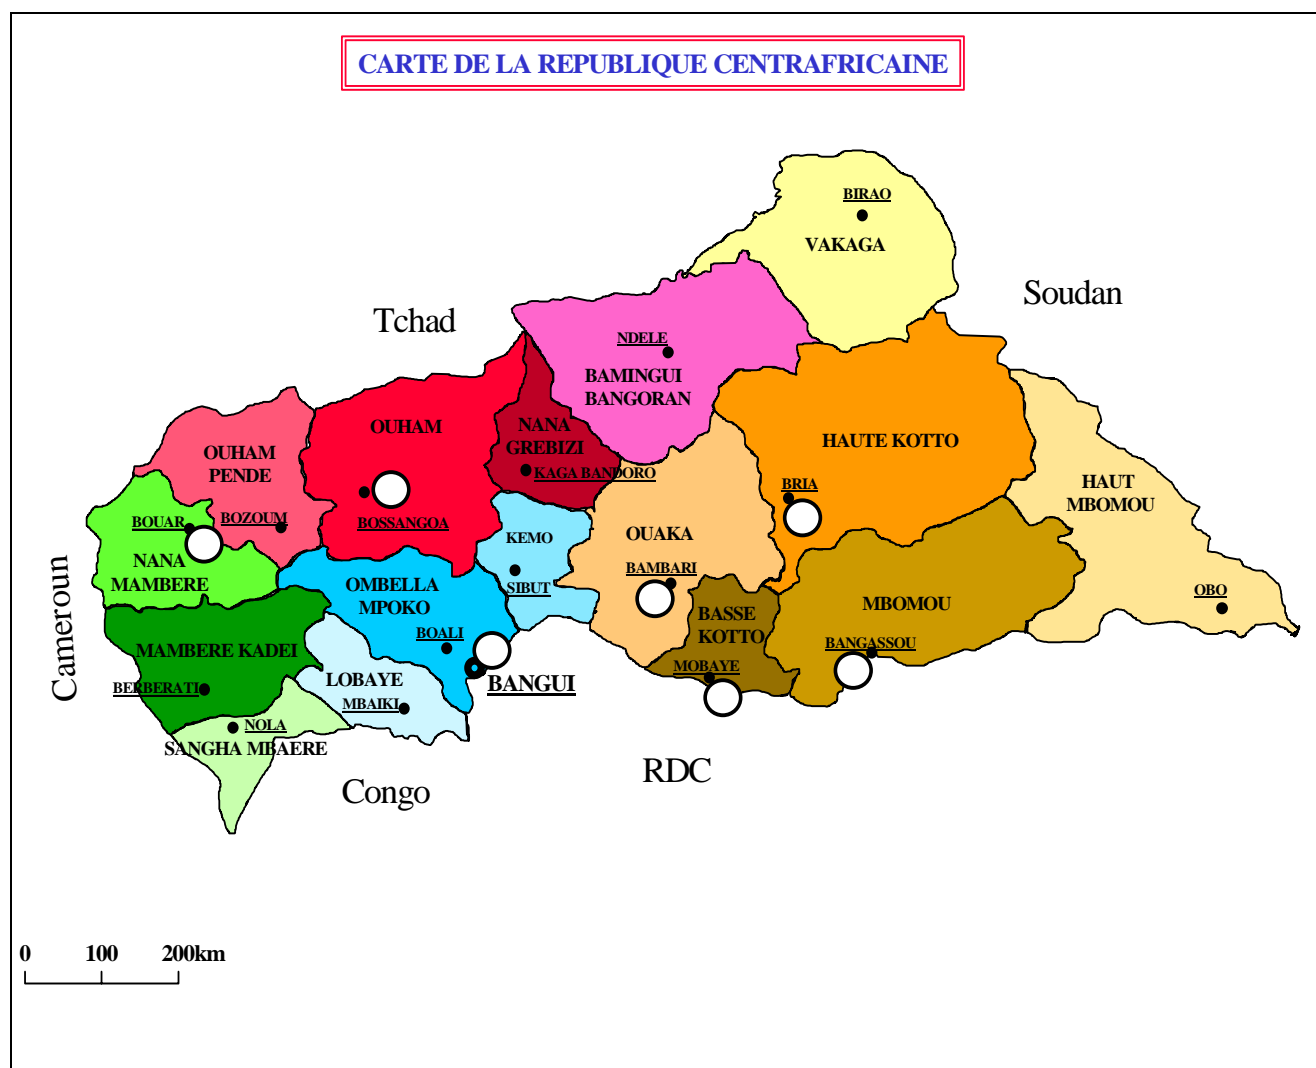 CARTE DE LA REPUBLIQUE CENTRAFRICAINE
BIRAO
VAKAGA
Soudan
Tchad
NDELE
BAMINGUI
BANGORAN
OUHAM
NANA
GREBIZI
KAGA BANDORO
HAUTE KOTTO
OUHAM
PENDE
HAUT
MBOMOU
BRIA
BOUAR
BOZOUM
BOSSANGOA
KEMO
OUAKA
NANA
MAMBERE
OMBELLA
MPOKO
SIBUT
BAMBARI
MBOMOU
OBO
BASSE
KOTTO
BOALI
BANGASSOU
Cameroun
MAMBERE KADEI
MOBAYE
LOBAYE
BANGUI
BERBERATI
MBAIKI
NOLA
SANGHA MBAERE
RDC
Congo
0 100 200km